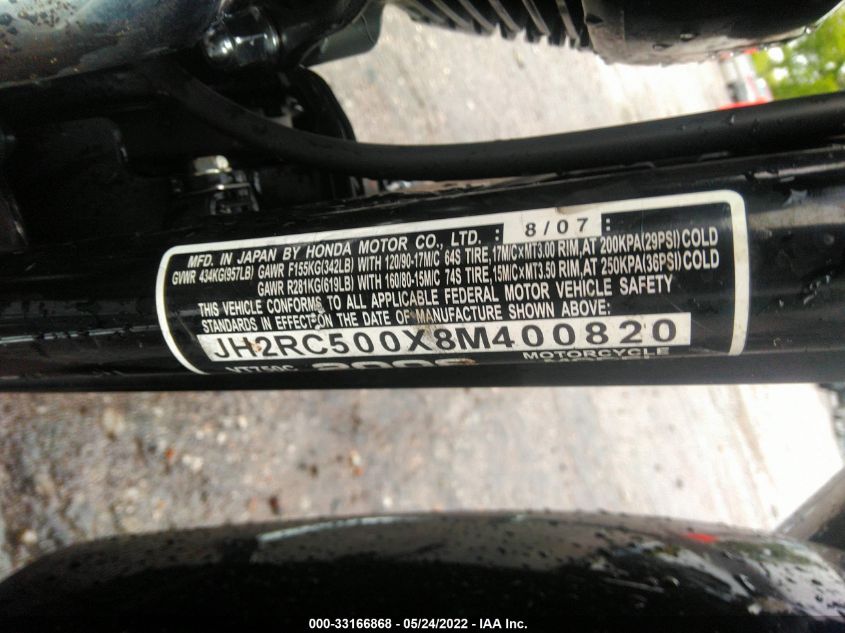 MFD. IN JAPAN BY HONDA MOTOR CO., LTD. : 8/07 :
GVWR 434KG(957LB) GAWR F155KG(342LB) WITH 120/90-17M/C 64S TIRE,17M/C×MT3.00 RIM,AT 200KPA(29PSI)COLD
GAWR R281KG(619LB) WITH 160/80-15M/C 74S TIRE,15M/C×MT3.50 RIM,AT 250KPA(36PSI)COLD
THIS VEHICLE CONFORMS TO ALL APPLICABLE FEDERAL MOTOR VEHICLE SAFETY
STANDARDS IN EFFECT ON THE DATE OF MANUFACTURE SHOWN ABOVE:
JH2RC500X8M400820
VT750C MOTORCYCLE
000-33166868 - 05/24/2022 - IAA Inc.